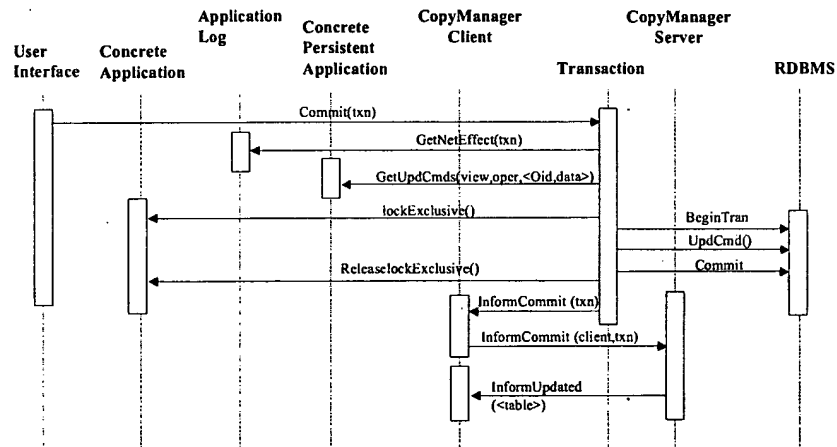 User
Interface
Concrete
Application
Application
Log
Concrete
Persistent
Application
CopyManager
Client
Transaction
CopyManager
Server
RDBMS
Commit(txn)
GetNetEffect(txn)
GetUpdCmds(view,oper,<Oid,data>)
lockExclusive()
BeginTran
UpdCmd()
Commit
ReleaselockExclusive()
InformCommit (txn)
InformCommit (client,txn)
InformUpdated
(<table>)